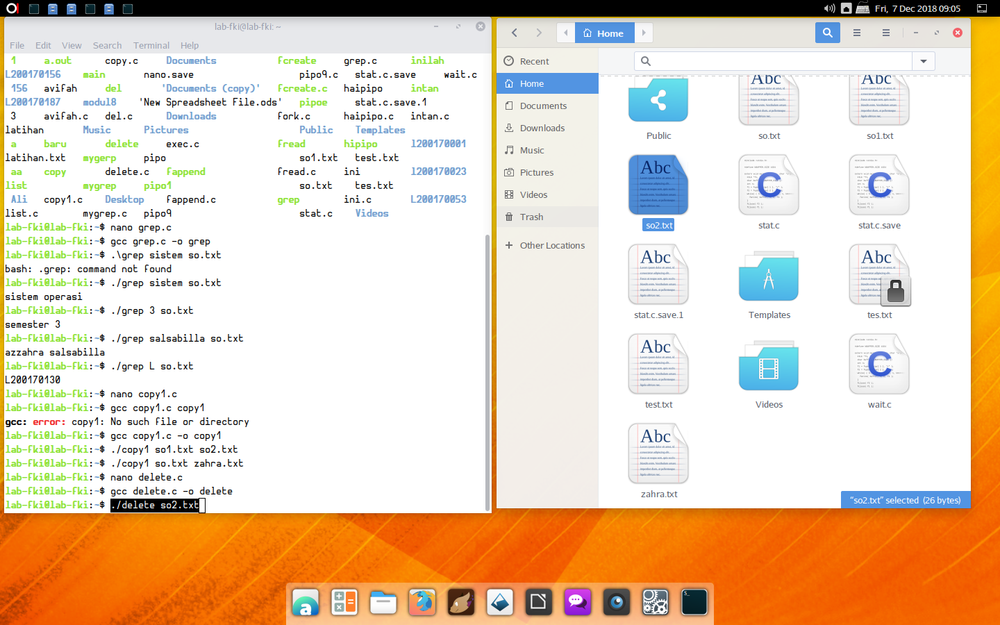 Fri, 7 Dec 2018 09:05
lab-fki@lab-fki: ~
File Edit View Search Terminal Help
1 a.out copy.c Documents fcreate grep.c inilah
L200170156 main nano.save pipo9.c stat.c.save wait.c
156 avifah del 'Documents (copy)' fcreate.c haipipo intan
L200170187 modul8 'New Spreadsheet File.ods' pipoe stat.c.save.1
3 avifah.c del.c Downloads fork.c haipipo.c intan.c
latihan Music Pictures Public Templates
a baru delete exec.c fread hipipo l200170001
latihan.txt mygerp pipo so1.txt test.txt
aa copy delete.c fappend fread.c ini l200170023
list mygrep pipo1 so.txt tes.txt
Ali copy1.c Desktop fappend.c grep ini.c L200170053
list.c mygrep.c pipo9 stat.c Videos
lab-fki@lab-fki:~$ nano grep.c
lab-fki@lab-fki:~$ gcc grep.c -o grep
lab-fki@lab-fki:~$ .\grep sistem so.txt
bash: .grep: command not found
lab-fki@lab-fki:~$ ./grep sistem so.txt
sistem operasi
lab-fki@lab-fki:~$ ./grep 3 so.txt
semester 3
lab-fki@lab-fki:~$ ./grep salsabilla so.txt
azzahra salsabilla
lab-fki@lab-fki:~$ ./grep L so.txt
L200170130
lab-fki@lab-fki:~$ nano copy1.c
lab-fki@lab-fki:~$ gcc copy1.c copy1
gcc: error: copy1: No such file or directory
lab-fki@lab-fki:~$ gcc copy1.c -o copy1
lab-fki@lab-fki:~$ ./copy1 so1.txt so2.txt
lab-fki@lab-fki:~$ ./copy1 so.txt zahra.txt
lab-fki@lab-fki:~$ nano delete.c
lab-fki@lab-fki:~$ gcc delete.c -o delete
lab-fki@lab-fki:~$ ./delete so2.txt
Home
Recent
Home
Documents
Downloads
Music
Pictures
Videos
Trash
Other Locations
Abc
Abc
Public so.txt so1.txt
Abc
C
C
so2.txt stat.c stat.c.save
Abc
Abc
stat.c.save.1 Templates tes.txt
Abc
C
test.txt Videos wait.c
Abc
zahra.txt
“so2.txt” selected (26 bytes)